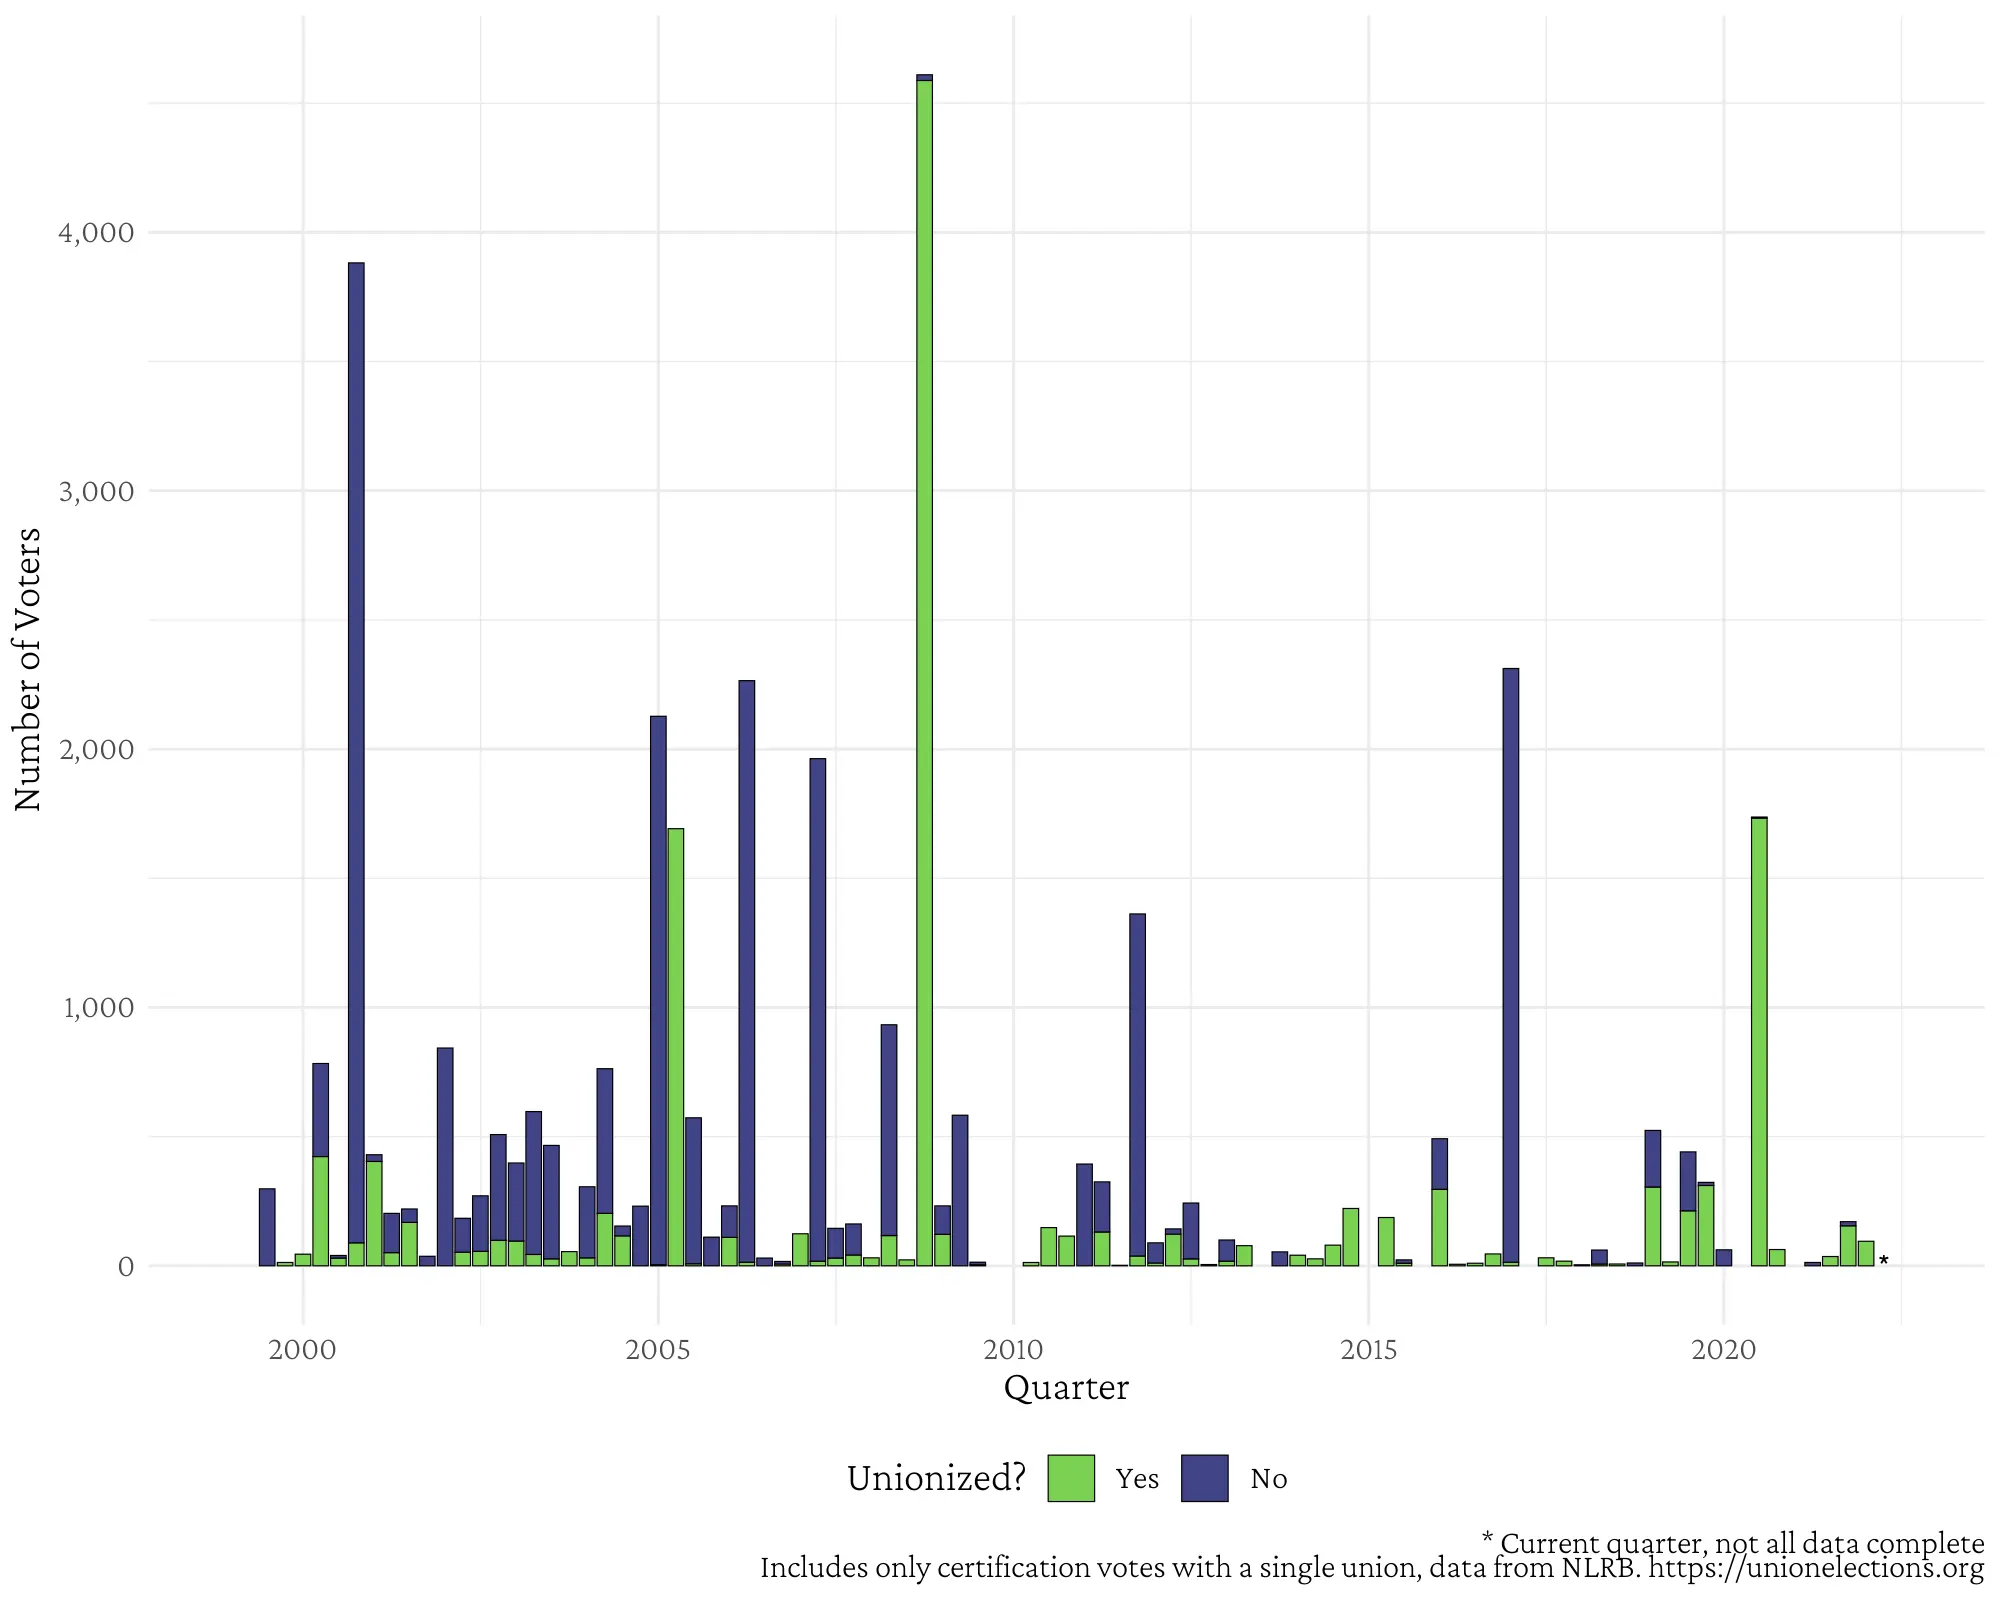 4,000
3,000
2,000
1,000
0
Number of Voters
2000 2005 2010 2015 2020
*
Quarter
Unionized? Yes No
* Current quarter, not all data complete
Includes only certification votes with a single union, data from NLRB. https://unionelections.org